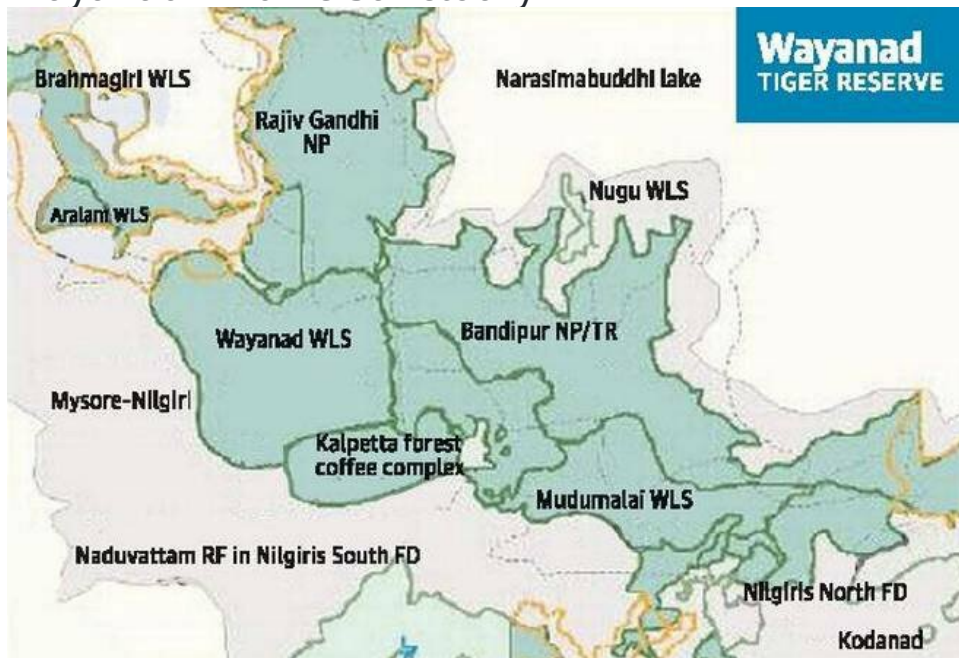 Wayanad
TIGER RESERVE
Brahmagiri WLS
Narasimabuddhi lake
Rajiv Gandhi
NP
Nugu WLS
Aralam WLS
Wayanad WLS
Bandipur NP/TR
Mysore-Nilgiri
Kalpetta forest
coffee complex
Mudumalai WLS
Naduvattam RF in Nilgiris South FD
Nilgiris North FD
Kodanad